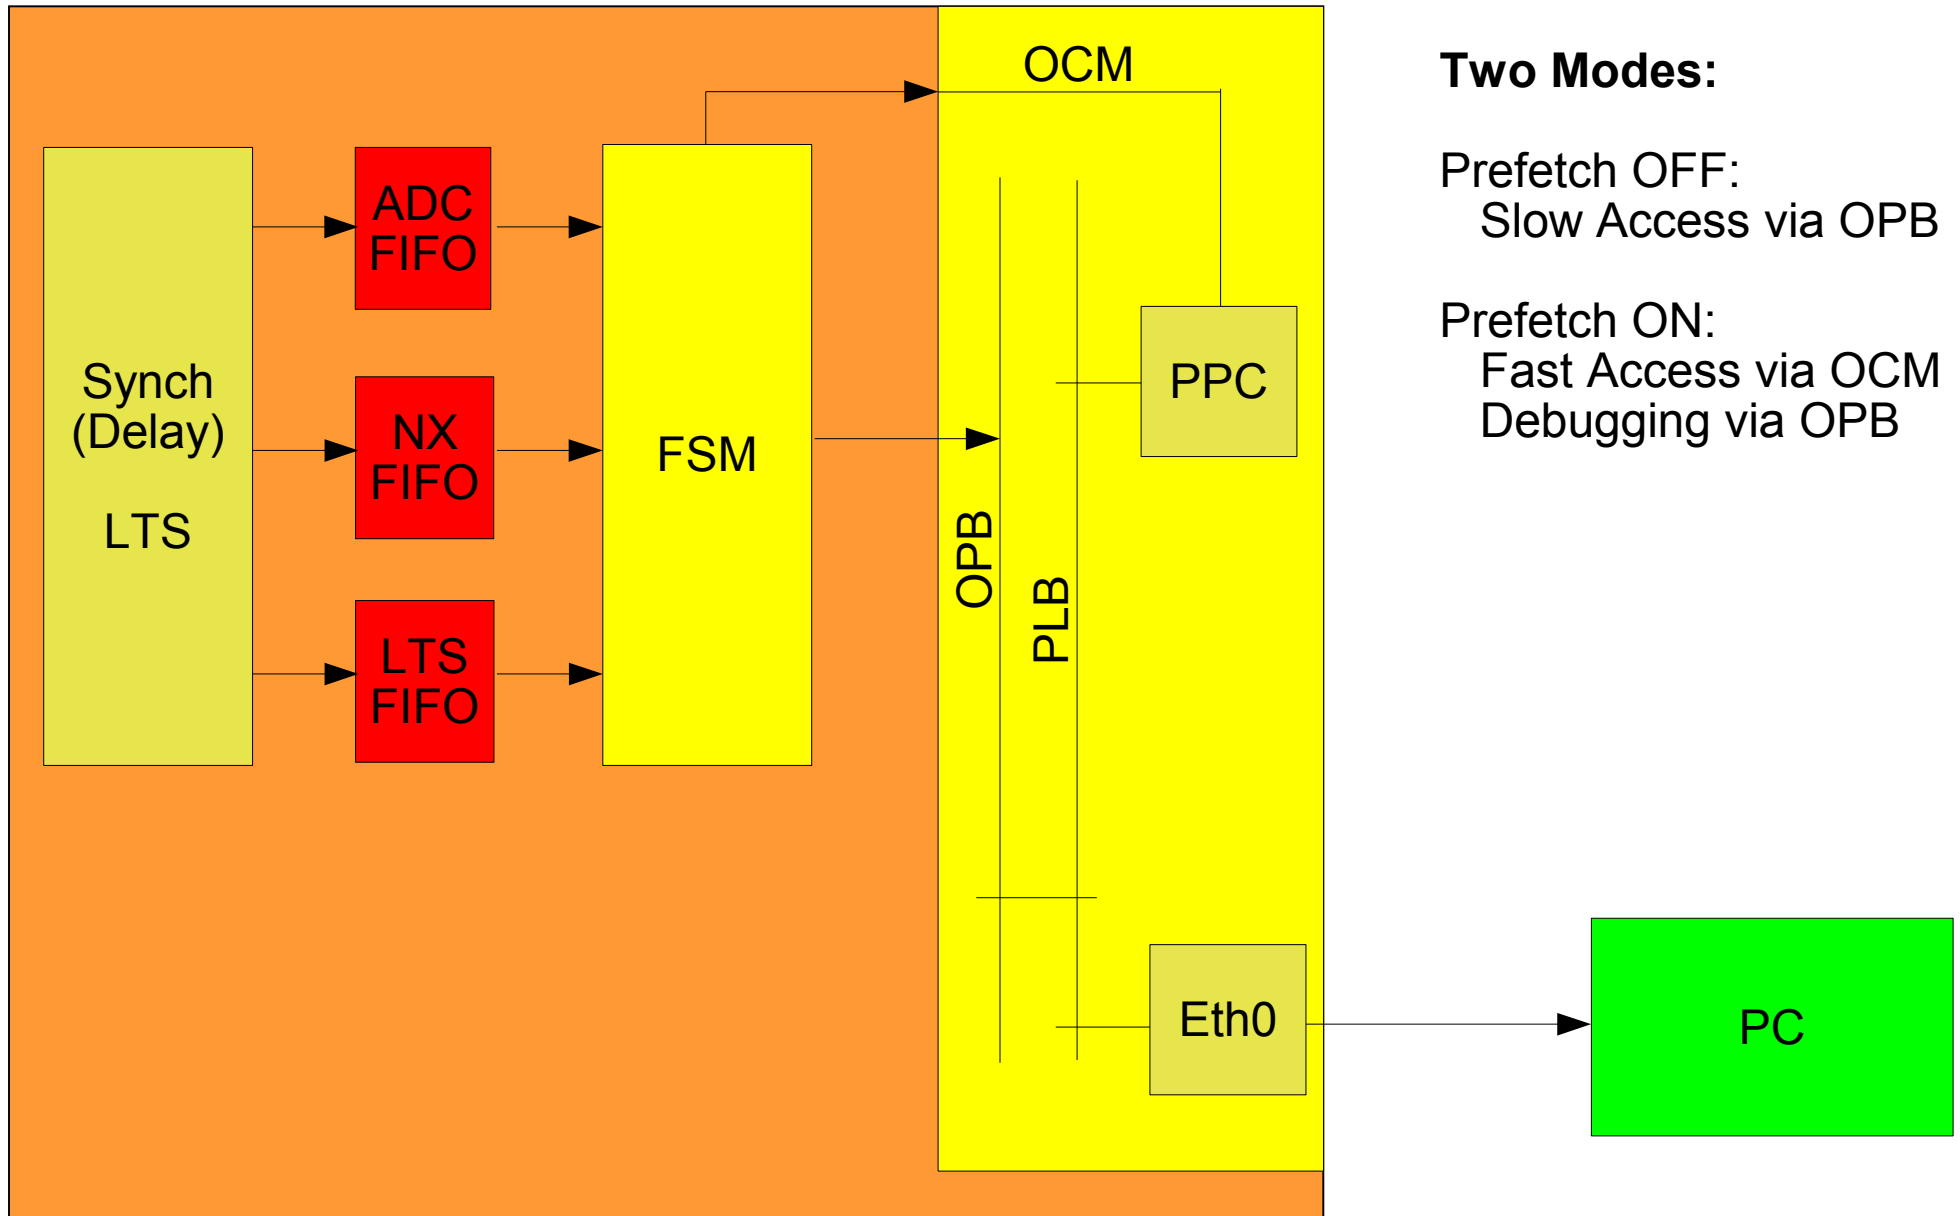 OCM
Two Modes:
Prefetch OFF:
Slow Access via OPB
Prefetch ON:
Fast Access via OCM
Debugging via OPB
Synch
(Delay)
LTS
ADC
FIFO
NX
FIFO
LTS
FIFO
FSM
OPB
PLB
PPC
Eth0
PC